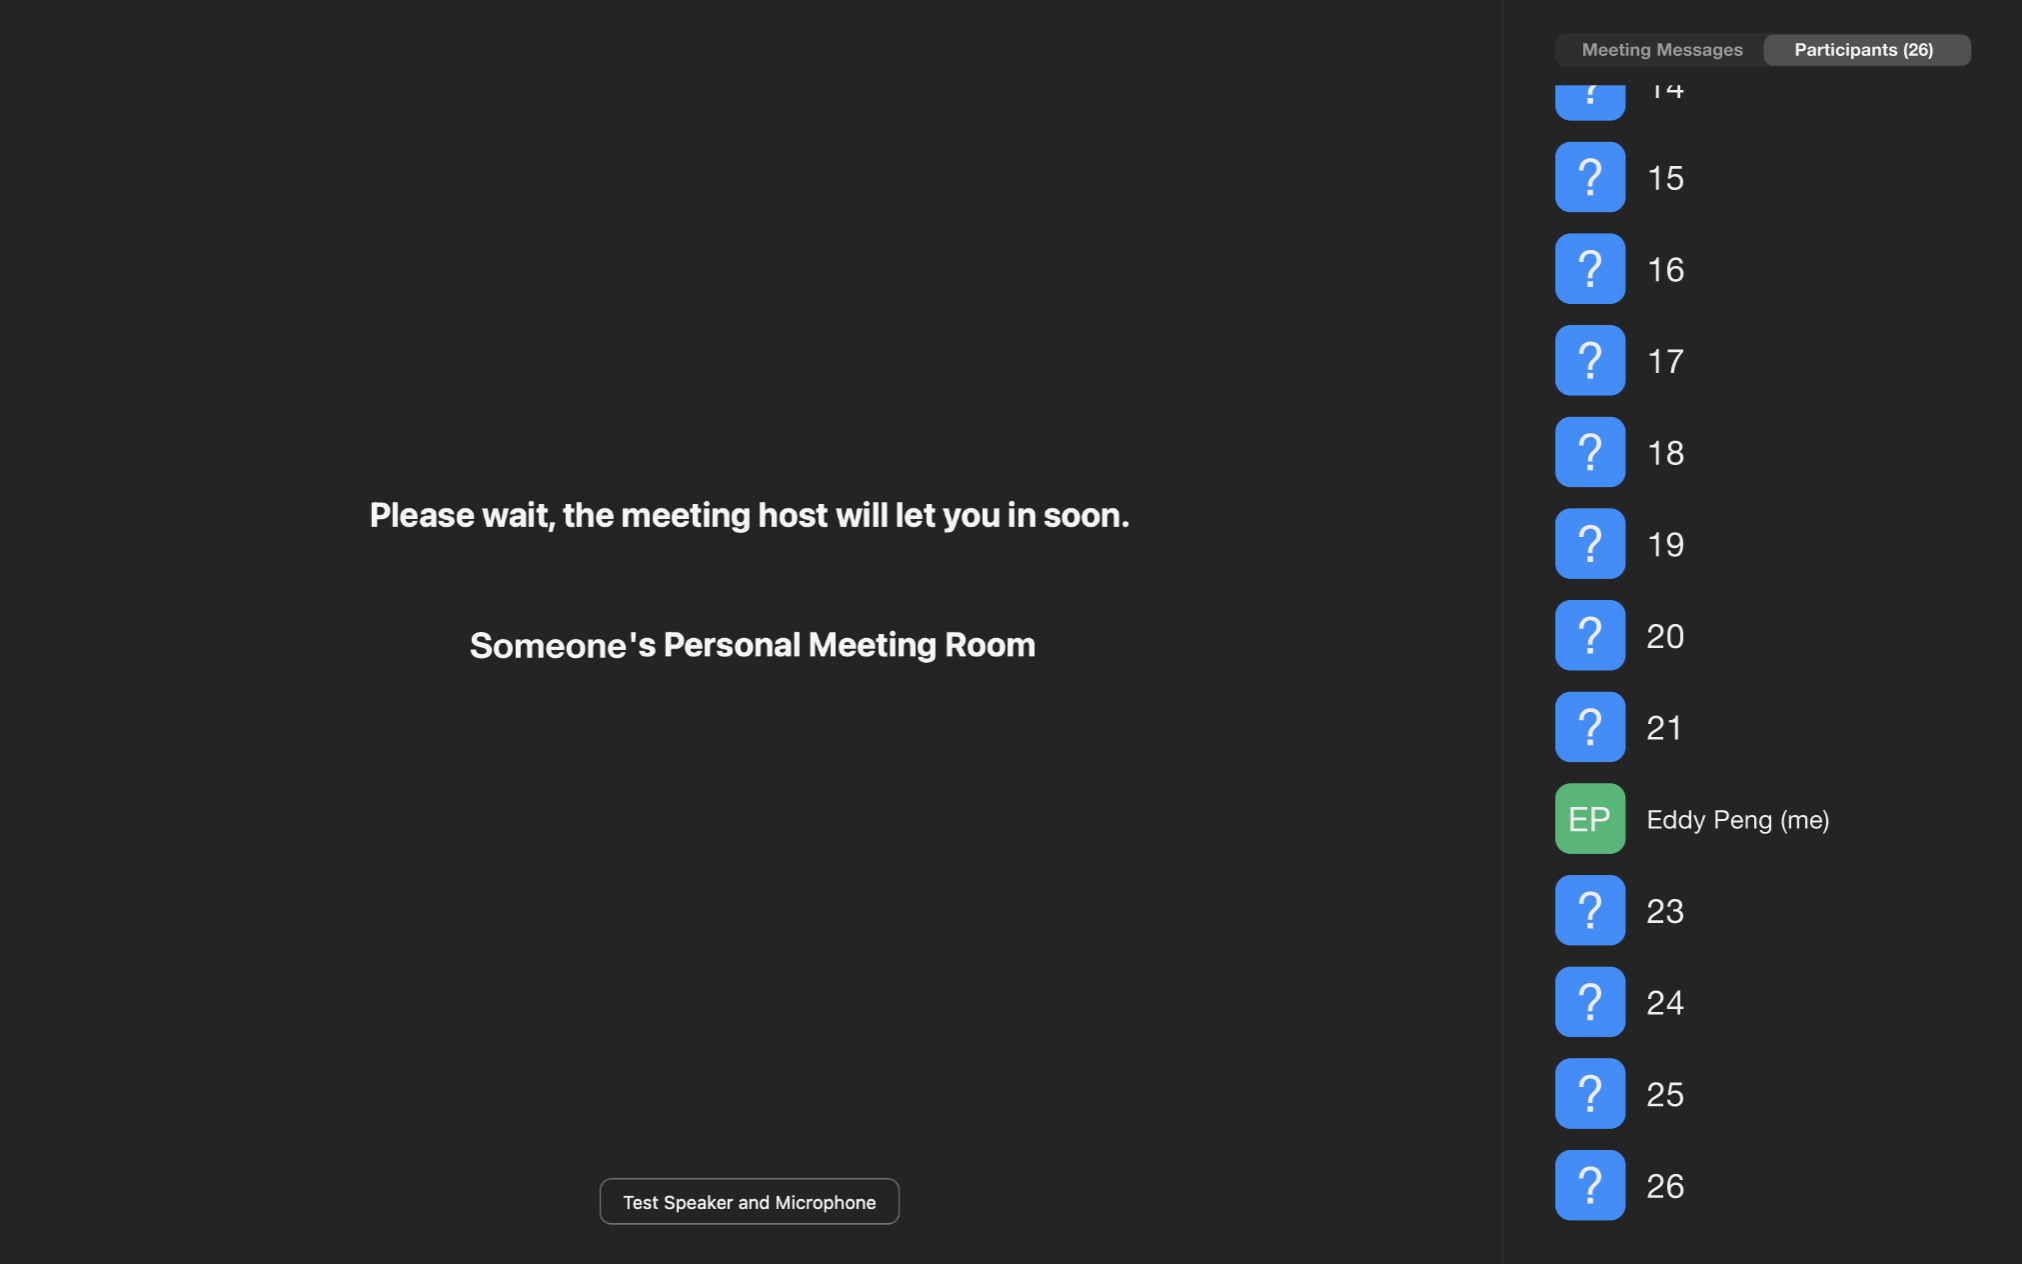 Meeting Messages
Participants (26)
? 14
? 15
? 16
? 17
? 18
? 19
? 20
? 21
EP Eddy Peng (me)
? 23
? 24
? 25
? 26
Please wait, the meeting host will let you in soon.
Someone's Personal Meeting Room
Test Speaker and Microphone